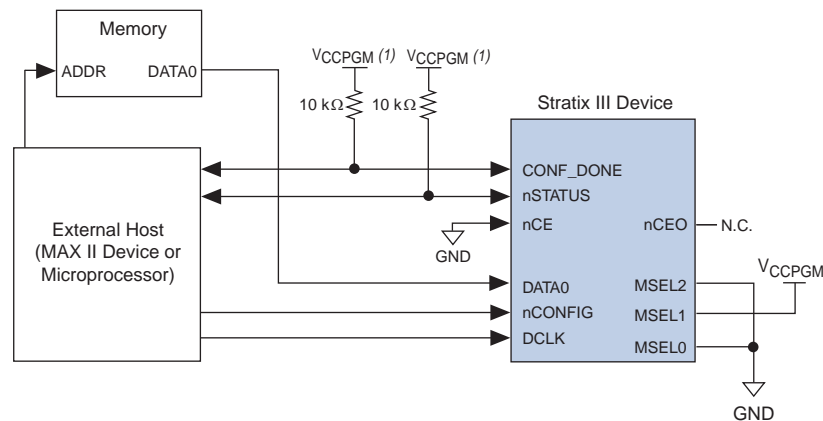 Memory
ADDR DATA0
VCCPGM (1) VCCPGM (1)
10 kΩ 10 kΩ
Stratix III Device
External Host
(MAX II Device or
Microprocessor)
CONF_DONE
nSTATUS
nCE
GND
DATA0
nCONFIG
DCLK
nCEO
N.C.
MSEL2
MSEL1
MSEL0
VCCPGM
GND